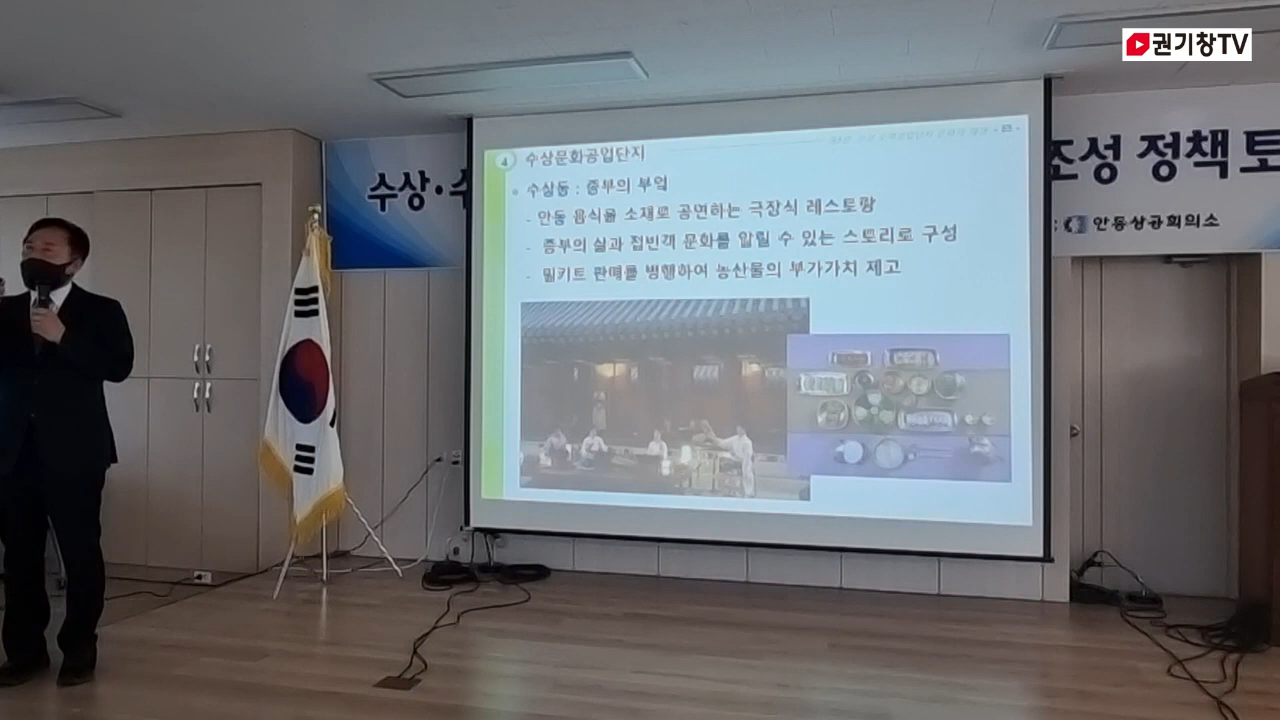 권기창TV
수상·수
조성 정책 토
안동상공회의소
4 수상문화공업단지
수상동 : 종부의 부엌
- 안동 음식을 소재로 공연하는 극장식 레스토랑
- 종부의 삶과 접빈객 문화를 알릴 수 있는 스토리로 구성
- 밀키트 판매를 병행하여 농산물의 부가가치 제고